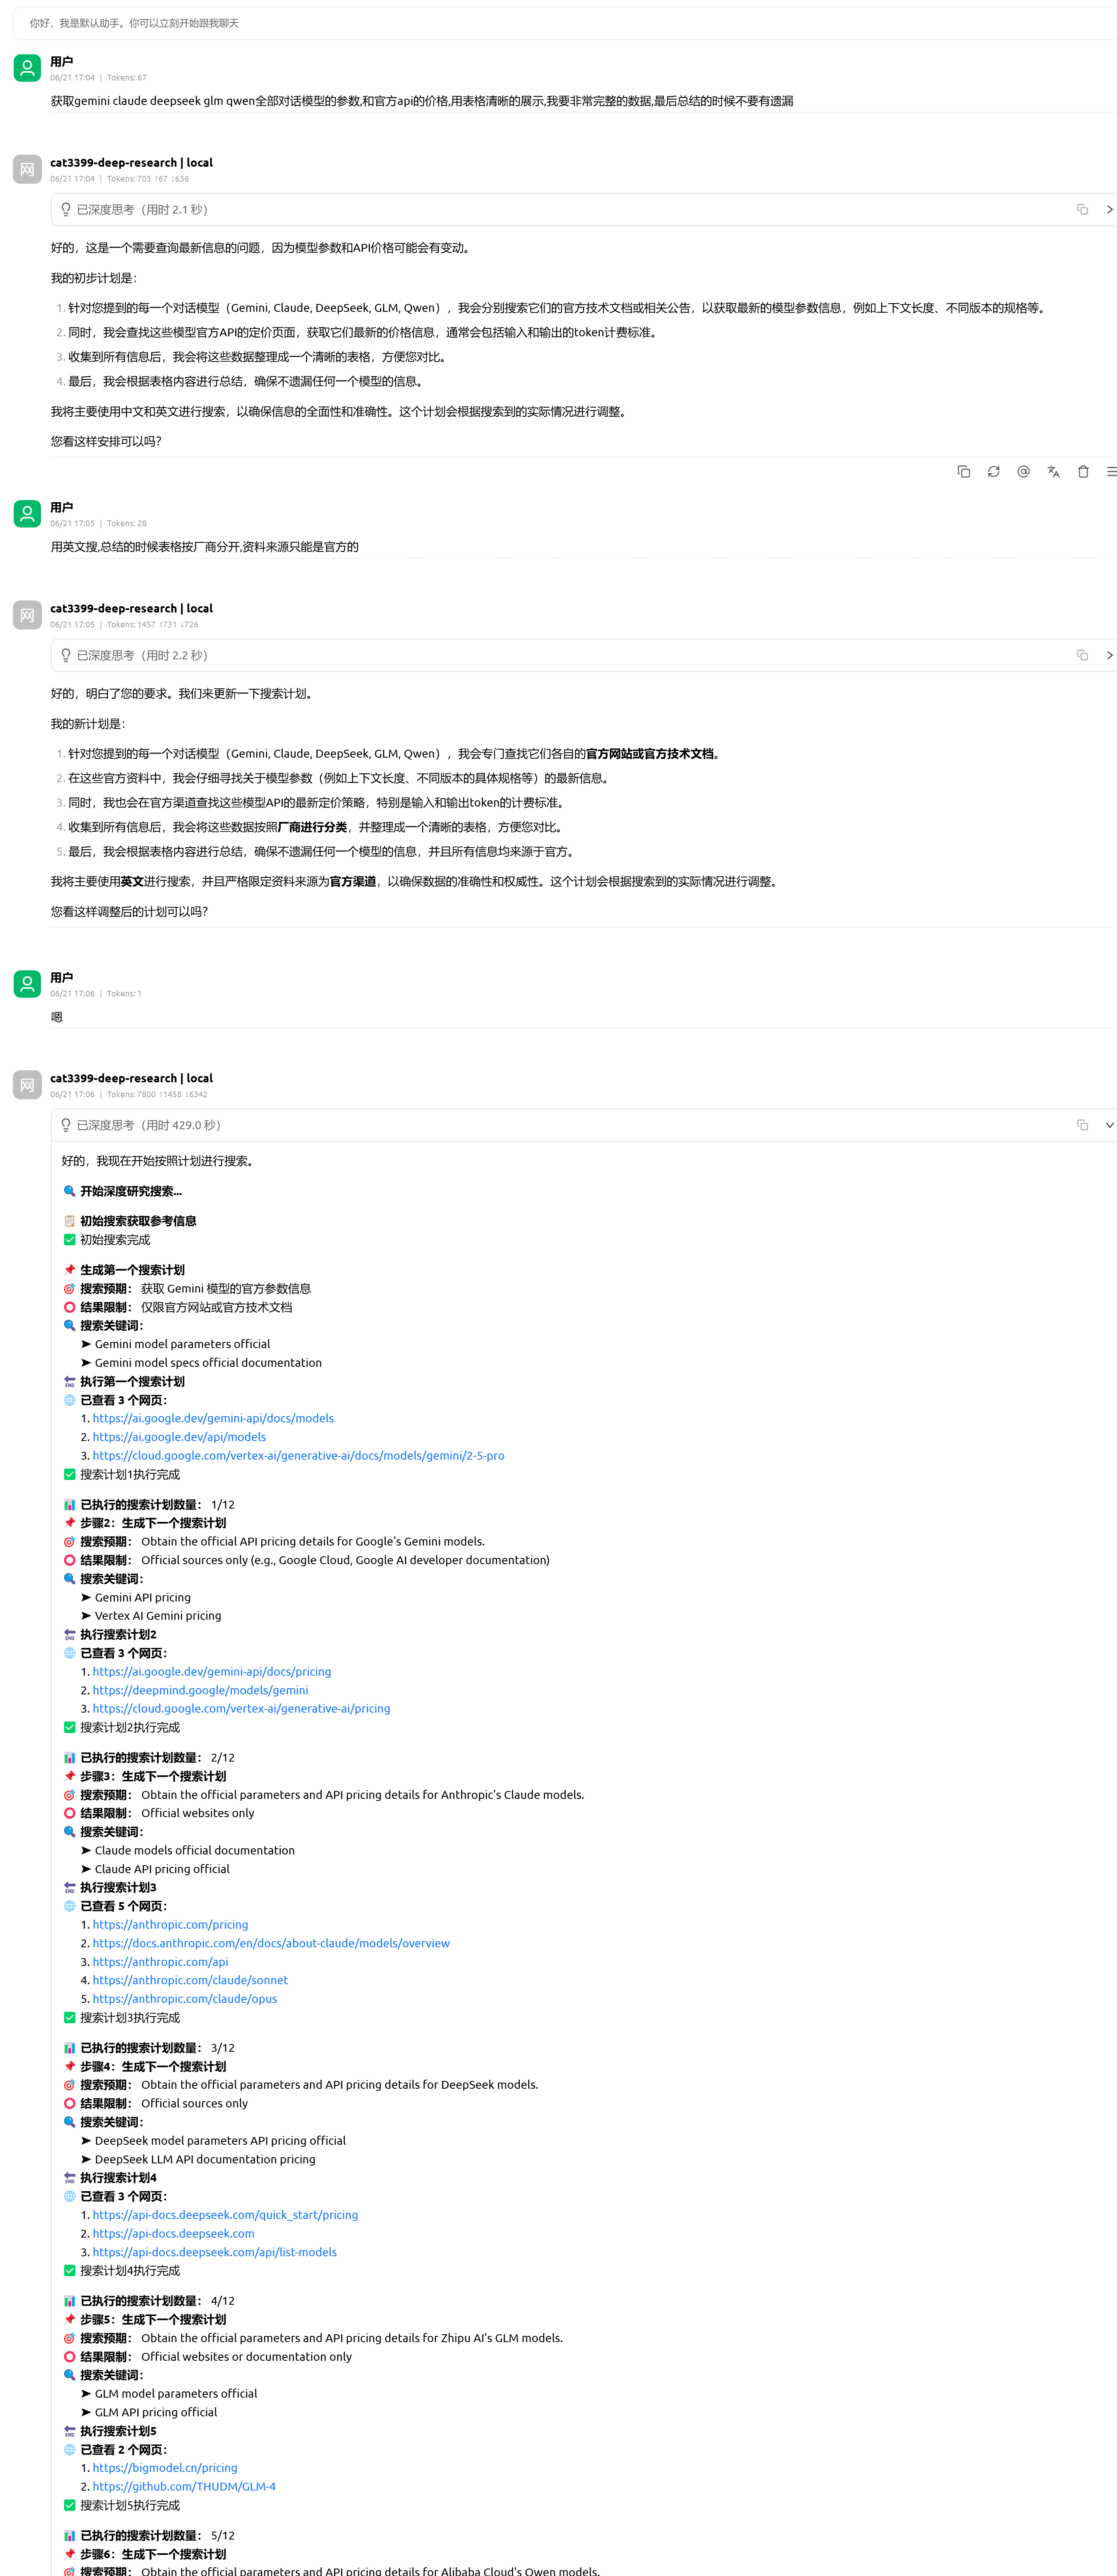 你好，我是默认助手。你可以立刻开始跟我聊天
用户
06/21 17:04 | Tokens: 67
获取gemini claude deepseek glm qwen全部对话模型的参数,和官方api的价格,用表格清晰的展示,我要非常完整的数据,最后总结的时候不要有遗漏
网
cat3399-deep-research | local
06/21 17:04 | Tokens: 703 ↑67 ↓636
已深度思考（用时 2.1 秒）
好的，这是一个需要查询最新信息的问题，因为模型参数和API价格可能会有变动。
我的初步计划是：
1. 针对您提到的每一个对话模型（Gemini, Claude, DeepSeek, GLM, Qwen），我会分别搜索它们的官方技术文档或相关公告，以获取最新的模型参数信息，例如上下文长度、不同版本的规格等。
2. 同时，我会查找这些模型官方API的定价页面，获取它们最新的价格信息，通常会包括输入和输出的token计费标准。
3. 收集到所有信息后，我会将这些数据整理成一个清晰的表格，方便您对比。
4. 最后，我会根据表格内容进行总结，确保不遗漏任何一个模型的信息。
我将主要使用中文和英文进行搜索，以确保信息的全面性和准确性。这个计划会根据搜索到的实际情况进行调整。
您看这样安排可以吗？
用户
06/21 17:05 | Tokens: 28
用英文搜,总结的时候表格按厂商分开,资料来源只能是官方的
网
cat3399-deep-research | local
06/21 17:05 | Tokens: 1457 ↑731 ↓726
已深度思考（用时 2.2 秒）
好的，明白了您的要求。我们来更新一下搜索计划。
我的新计划是：
1. 针对您提到的每一个对话模型（Gemini, Claude, DeepSeek, GLM, Qwen），我会专门查找它们各自的官方网站或官方技术文档。
2. 在这些官方资料中，我会仔细寻找关于模型参数（例如上下文长度、不同版本的具体规格等）的最新信息。
3. 同时，我也会在官方渠道查找这些模型API的最新定价策略，特别是输入和输出token的计费标准。
4. 收集到所有信息后，我会将这些数据按照厂商进行分类，并整理成一个清晰的表格，方便您对比。
5. 最后，我会根据表格内容进行总结，确保不遗漏任何一个模型的信息，并且所有信息均来源于官方。
我将主要使用英文进行搜索，并且严格限定资料来源为官方渠道，以确保数据的准确性和权威性。这个计划会根据搜索到的实际情况进行调整。
您看这样调整后的计划可以吗？
用户
06/21 17:06 | Tokens: 1
嗯
网
cat3399-deep-research | local
06/21 17:06 | Tokens: 7800 ↑1458 ↓6342
已深度思考（用时 429.0 秒）
好的，我现在开始按照计划进行搜索。
🔍 开始深度研究搜索...
📋 初始搜索获取参考信息
✅ 初始搜索完成
📌 生成第一个搜索计划
🎯 搜索预期： 获取 Gemini 模型的官方参数信息
⭕ 结果限制： 仅限官方网站或官方技术文档
🔍 搜索关键词：
➤ Gemini model parameters official
➤ Gemini model specs official documentation
🔚 执行第一个搜索计划
🌐 已查看 3 个网页：
1. https://ai.google.dev/gemini-api/docs/models
2. https://ai.google.dev/api/models
3. https://cloud.google.com/vertex-ai/generative-ai/docs/models/gemini/2-5-pro
✅ 搜索计划1执行完成
📊 已执行的搜索计划数量： 1/12
📌 步骤2：生成下一个搜索计划
🎯 搜索预期： Obtain the official API pricing details for Google's Gemini models.
⭕ 结果限制： Official sources only (e.g., Google Cloud, Google AI developer documentation)
🔍 搜索关键词：
➤ Gemini API pricing
➤ Vertex AI Gemini pricing
🔚 执行搜索计划2
🌐 已查看 3 个网页：
1. https://ai.google.dev/gemini-api/docs/pricing
2. https://deepmind.google/models/gemini
3. https://cloud.google.com/vertex-ai/generative-ai/pricing
✅ 搜索计划2执行完成
📊 已执行的搜索计划数量： 2/12
📌 步骤3：生成下一个搜索计划
🎯 搜索预期： Obtain the official parameters and API pricing details for Anthropic's Claude models.
⭕ 结果限制： Official websites only
🔍 搜索关键词：
➤ Claude models official documentation
➤ Claude API pricing official
🔚 执行搜索计划3
🌐 已查看 5 个网页：
1. https://anthropic.com/pricing
2. https://docs.anthropic.com/en/docs/about-claude/models/overview
3. https://anthropic.com/api
4. https://anthropic.com/claude/sonnet
5. https://anthropic.com/claude/opus
✅ 搜索计划3执行完成
📊 已执行的搜索计划数量： 3/12
📌 步骤4：生成下一个搜索计划
🎯 搜索预期： Obtain the official parameters and API pricing details for DeepSeek models.
⭕ 结果限制： Official sources only
🔍 搜索关键词：
➤ DeepSeek model parameters API pricing official
➤ DeepSeek LLM API documentation pricing
🔚 执行搜索计划4
🌐 已查看 3 个网页：
1. https://api-docs.deepseek.com/quick_start/pricing
2. https://api-docs.deepseek.com
3. https://api-docs.deepseek.com/api/list-models
✅ 搜索计划4执行完成
📊 已执行的搜索计划数量： 4/12
📌 步骤5：生成下一个搜索计划
🎯 搜索预期： Obtain the official parameters and API pricing details for Zhipu AI's GLM models.
⭕ 结果限制： Official websites or documentation only
🔍 搜索关键词：
➤ GLM model parameters official
➤ GLM API pricing official
🔚 执行搜索计划5
🌐 已查看 2 个网页：
1. https://bigmodel.cn/pricing
2. https://github.com/THUDM/GLM-4
✅ 搜索计划5执行完成
📊 已执行的搜索计划数量： 5/12
📌 步骤6：生成下一个搜索计划
🎯 搜索预期： Obtain the official parameters and API pricing details for Alibaba Cloud's Qwen models.